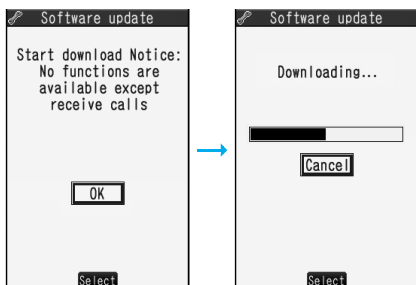 Software update
Start download Notice:
No functions are
available except
receive calls
OK
Select
Software update
Downloading...
Cancel
Select